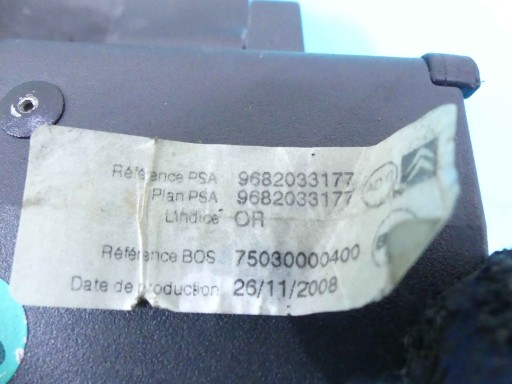 Référence PSA 9682033177
Plan PSA 9682033177
L'indice OR
Référence BOS 75030000400
Date de production 26/11/2008